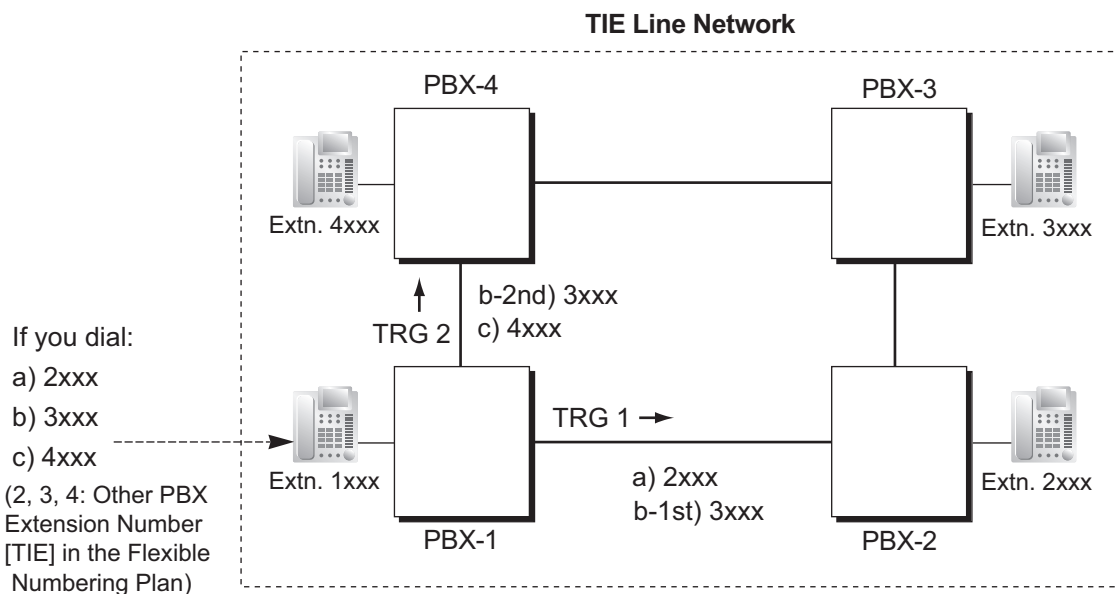 TIE Line Network
PBX-4
PBX-3
Extn. 4xxx
Extn. 3xxx
b-2nd) 3xxx
TRG 2
c) 4xxx
If you dial:
a) 2xxx
b) 3xxx
c) 4xxx
(2, 3, 4: Other PBX
Extension Number
[TIE] in the Flexible
Numbering Plan)
TRG 1
Extn. 1xxx
a) 2xxx
b-1st) 3xxx
Extn. 2xxx
PBX-1
PBX-2